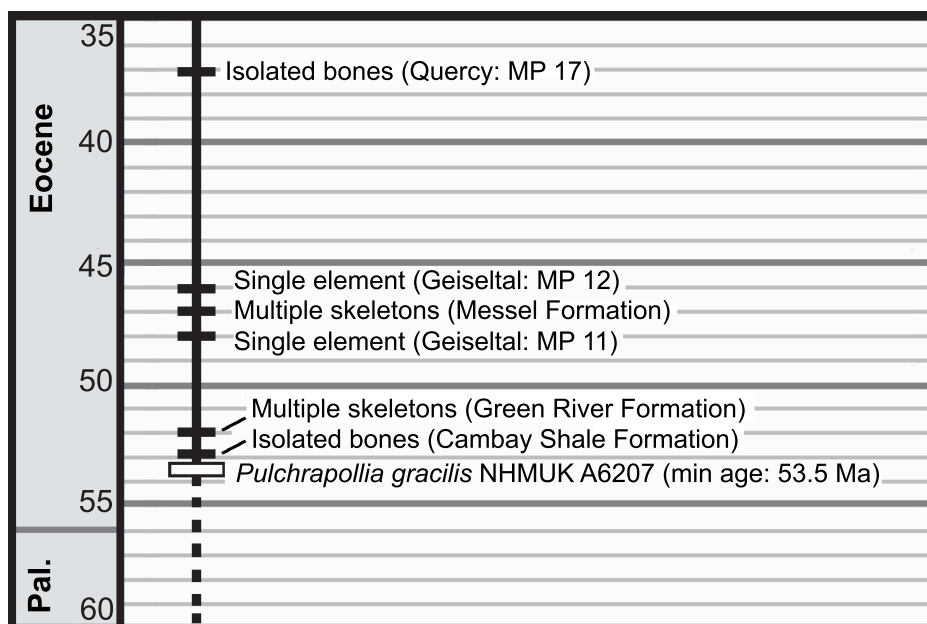 35
Isolated bones (Quercy: MP 17)
Eocene
40
45
Single element (Geiseltal: MP 12)
Multiple skeletons (Messel Formation)
Single element (Geiseltal: MP 11)
50
Multiple skeletons (Green River Formation)
Isolated bones (Cambay Shale Formation)
Pulchrapollia gracilis NHMUK A6207 (min age: 53.5 Ma)
55
Pal.
60